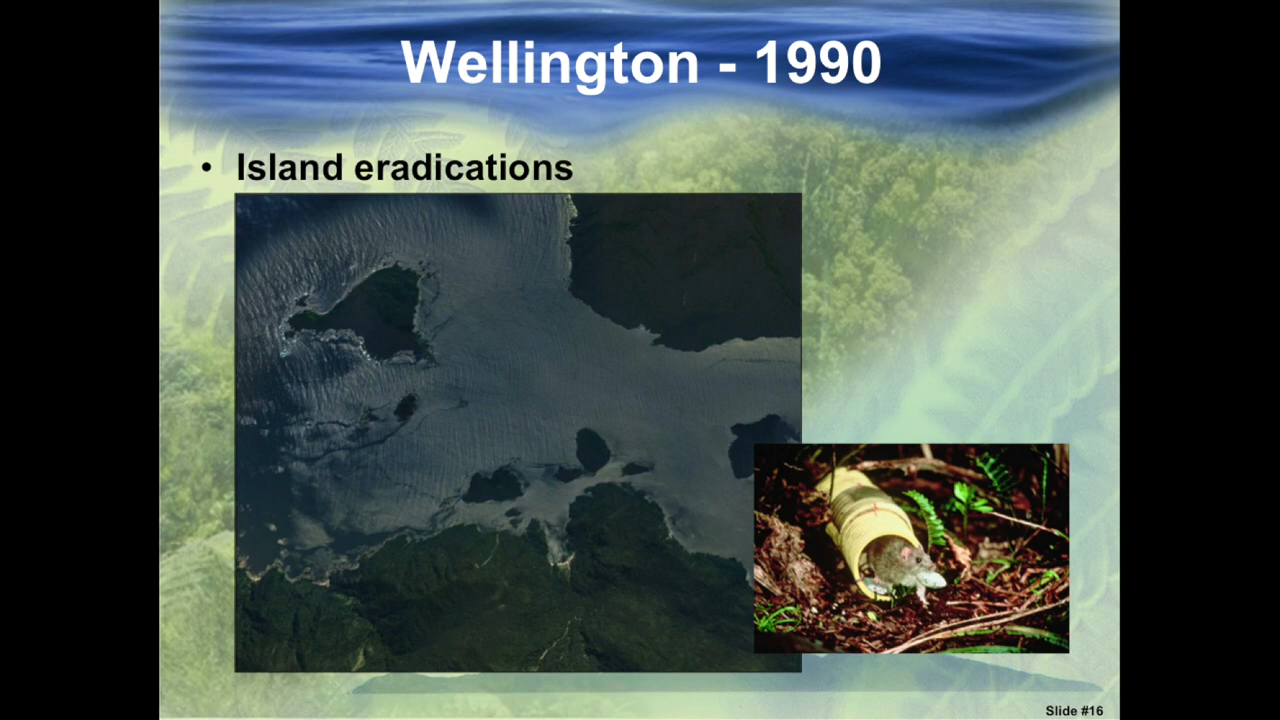 Wellington - 1990
• Island eradications
Slide #16